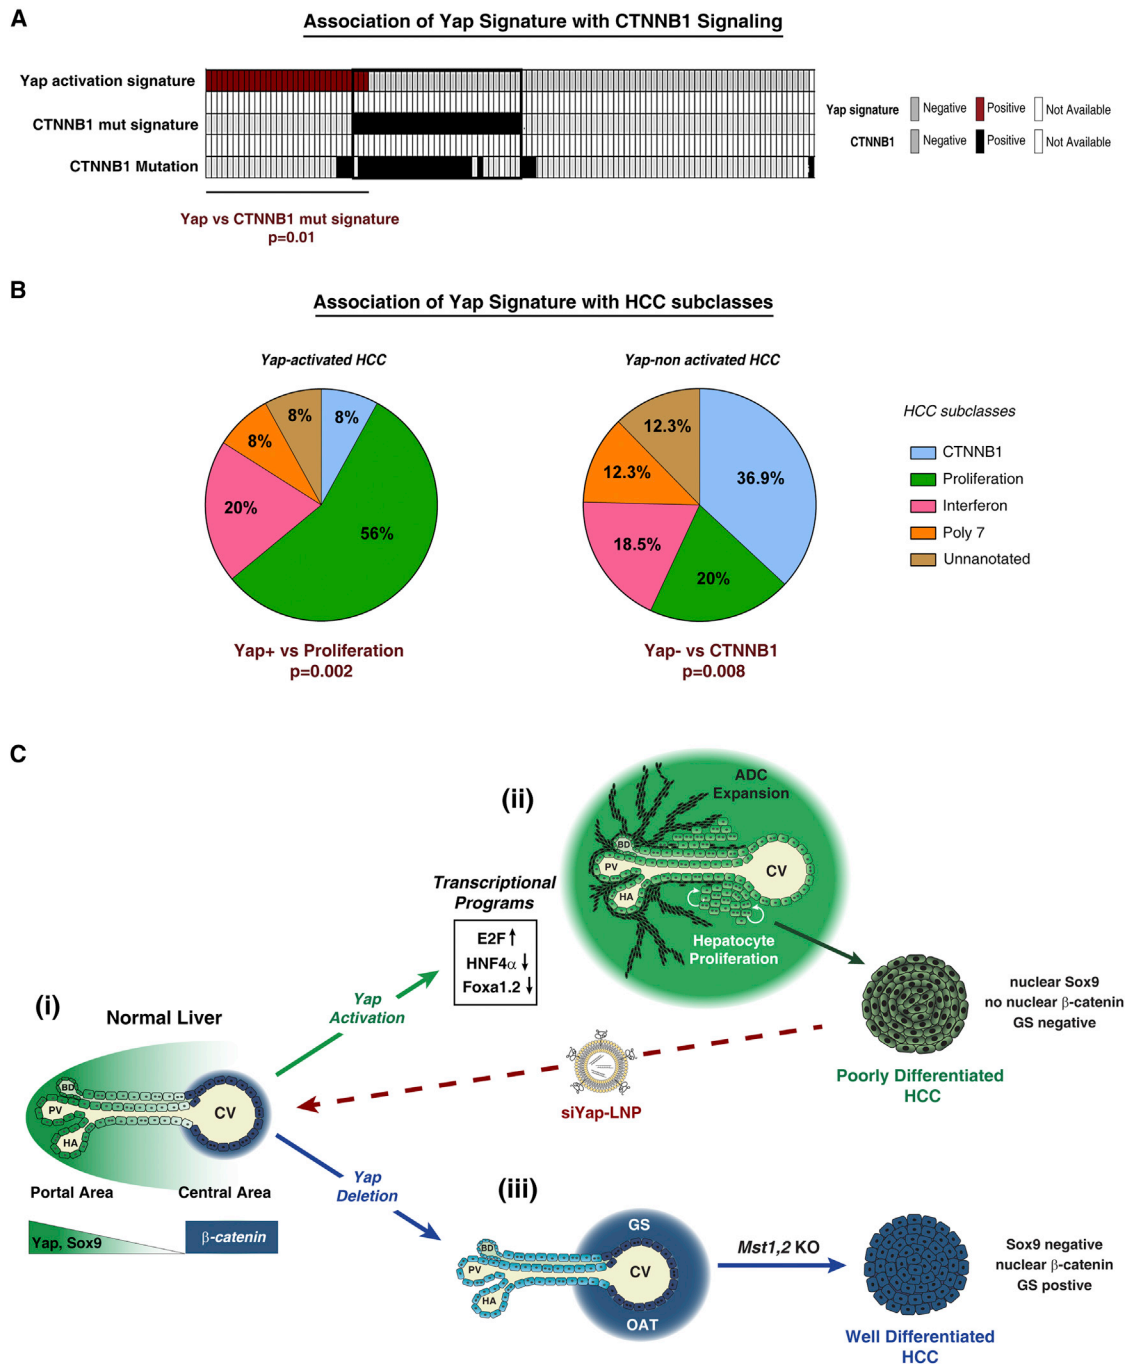 A
Association of Yap Signature with CTNNB1 Signaling
Yap activation signature
CTNNB1 mut signature
CTNNB1 Mutation
Yap signature Negative Positive Not Available
CTNNB1 Negative Positive Not Available
Yap vs CTNNB1 mut signature
p=0.01
B
Association of Yap Signature with HCC subclasses
Yap-activated HCC
8%
8%
8%
20%
56%
Yap+ vs Proliferation
p=0.002
Yap-non activated HCC
12.3%
12.3%
36.9%
18.5%
20%
Yap- vs CTNNB1
p=0.008
HCC subclasses
CTNNB1
Proliferation
Interferon
Poly 7
Unnanotated
C
(ii)
ADC
Expansion
BD
PV
HA
CV
Hepatocyte
Proliferation
Transcriptional
Programs
E2F↑
HNF4α↓
Foxa1.2↓
(i)
Normal Liver
Yap
Activation
BD
PV
HA
CV
Portal Area
Central Area
Yap, Sox9
β-catenin
siYap-LNP
nuclear Sox9
no nuclear β-catenin
GS negative
Poorly Differentiated
HCC
Yap
Deletion
(iii)
BD
PV
HA
GS
CV
OAT
Mst1,2 KO
Sox9 negative
nuclear β-catenin
GS postive
Well Differentiated
HCC